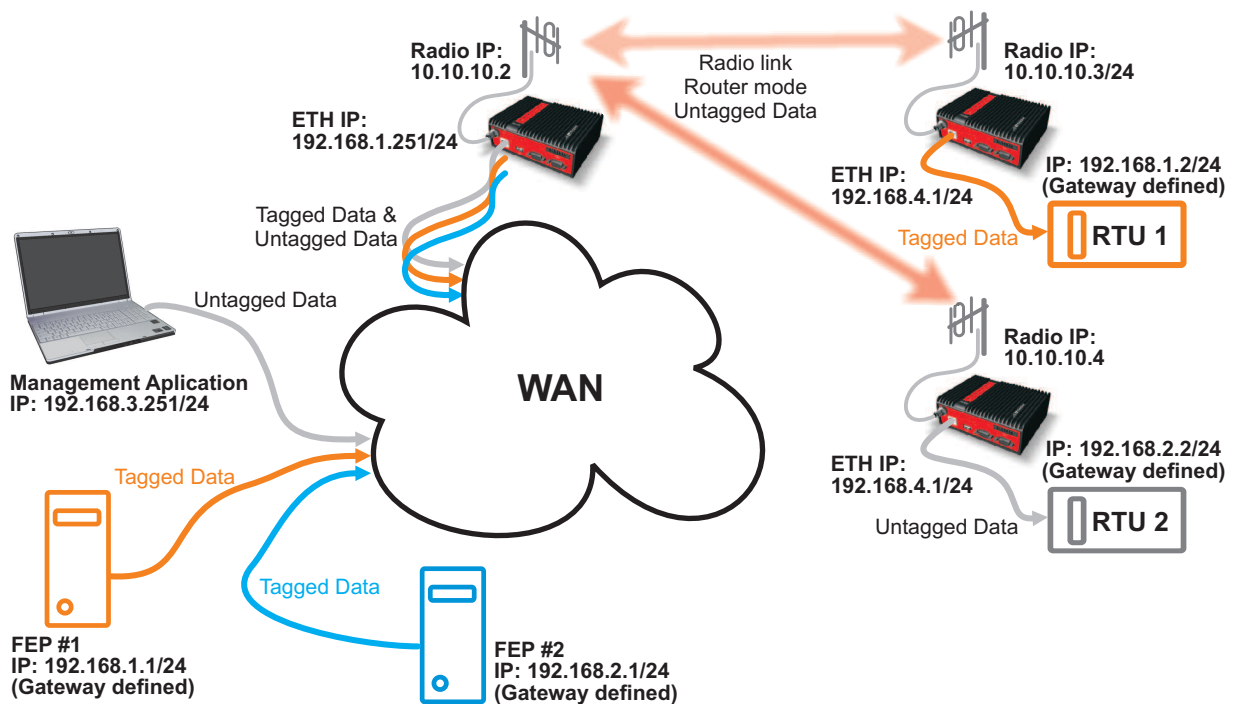 Radio IP:
10.10.10.2
Radio link
Router mode
Untagged Data
Radio IP:
10.10.10.3/24
ETH IP:
192.168.1.251/24
ETH IP:
192.168.4.1/24
IP: 192.168.1.2/24
(Gateway defined)
Tagged Data
RTU 1
Tagged Data &
Untagged Data
Untagged Data
Management Aplication
IP: 192.168.3.251/24
WAN
Radio IP:
10.10.10.4
ETH IP:
192.168.4.1/24
IP: 192.168.2.2/24
(Gateway defined)
Untagged Data
RTU 2
Tagged Data
Tagged Data
FEP #1
IP: 192.168.1.1/24
(Gateway defined)
FEP #2
IP: 192.168.2.1/24
(Gateway defined)